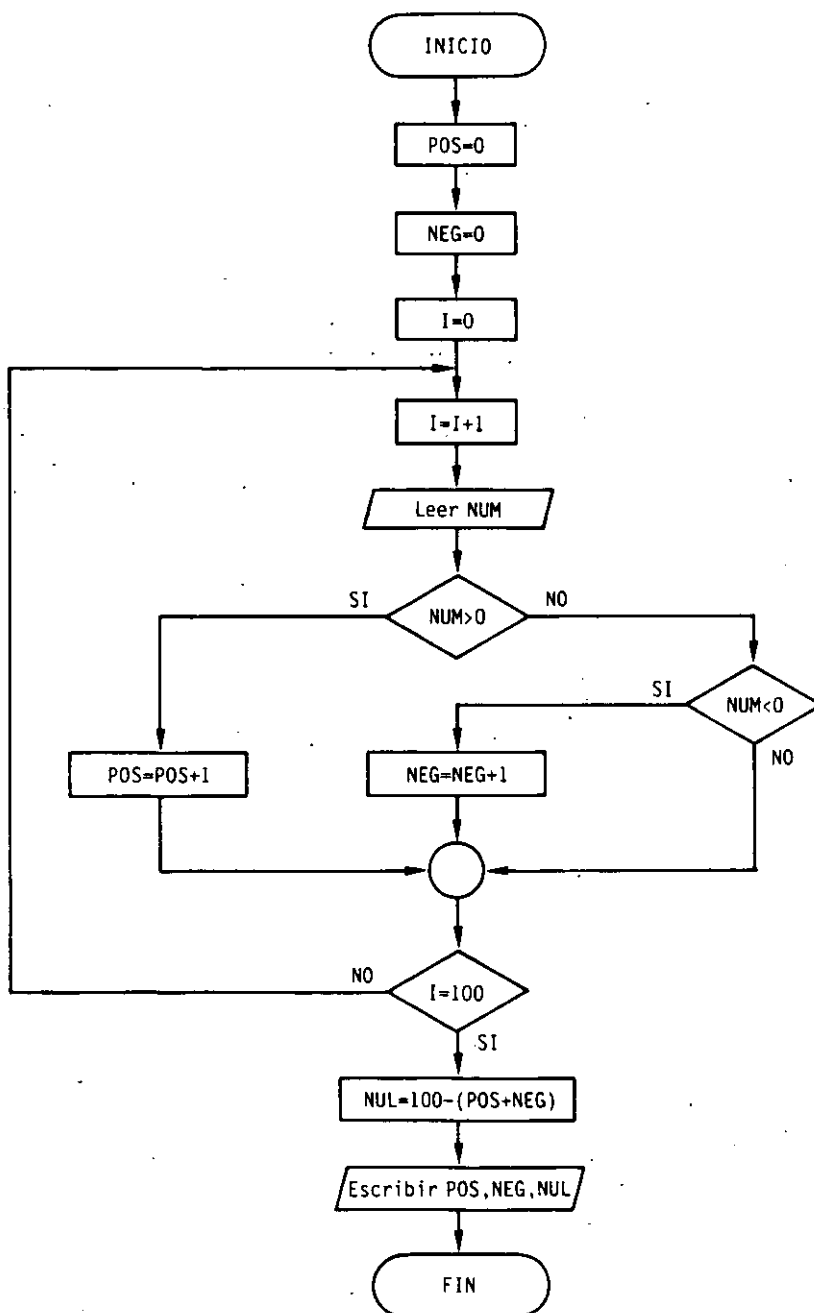 INICIO
POS=0
NEG=0
I=0
I=I+1
Leer NUM
NUM>0
SI
NO
NUM<0
SI
NO
POS=POS+1
NEG=NEG+1
I=100
NO
SI
NUL=100-(POS+NEG)
Escribir POS,NEG,NUL
FIN